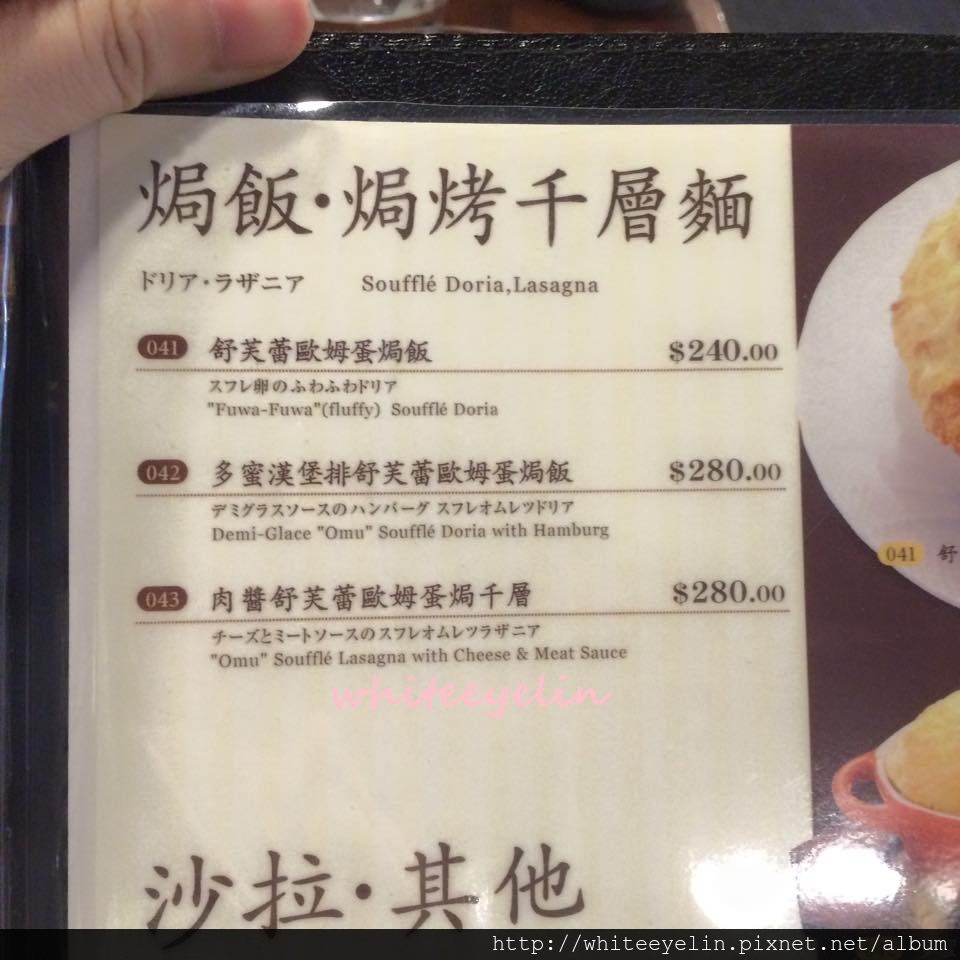 焗飯・焗烤千層麵
ドリア・ラザニア Soufflé Doria,Lasagna
041 舒芙蕾歐姆蛋焗飯 $240.00
スフレ卵のふわふわドリア
"Fuwa-Fuwa"(fluffy) Soufflé Doria
042 多蜜漢堡排舒芙蕾歐姆蛋焗飯 $280.00
デミグラスソースのハンバーグ スフレオムレツドリア
Demi-Glace "Omu" Soufflé Doria with Hamburg
043 肉醬舒芙蕾歐姆蛋焗千層 $280.00
チーズとミートソースのスフレオムレツラザニア
"Omu" Soufflé Lasagna with Cheese & Meat Sauce
whiteeyelin
041 舒
沙拉・其他
http://whiteeyelin.pixnet.net/album